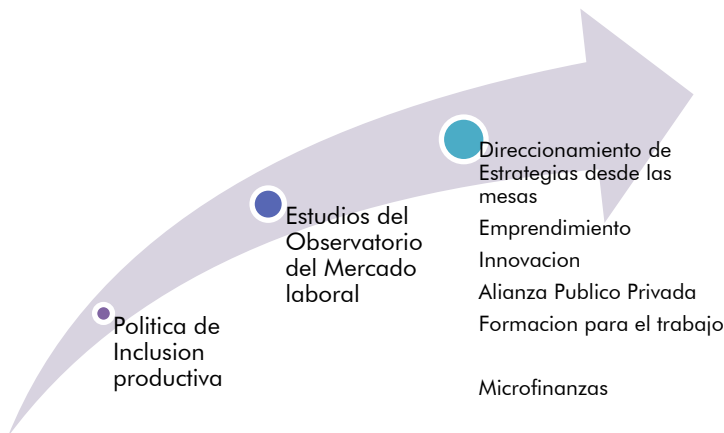 Politica de
Inclusion
productiva
Estudios del
Observatorio
del Mercado
laboral
Direccionamiento de
Estrategias desde las
mesas
Emprendimiento
Innovacion
Alianza Publico Privada
Formacion para el trabajo
Microfinanzas